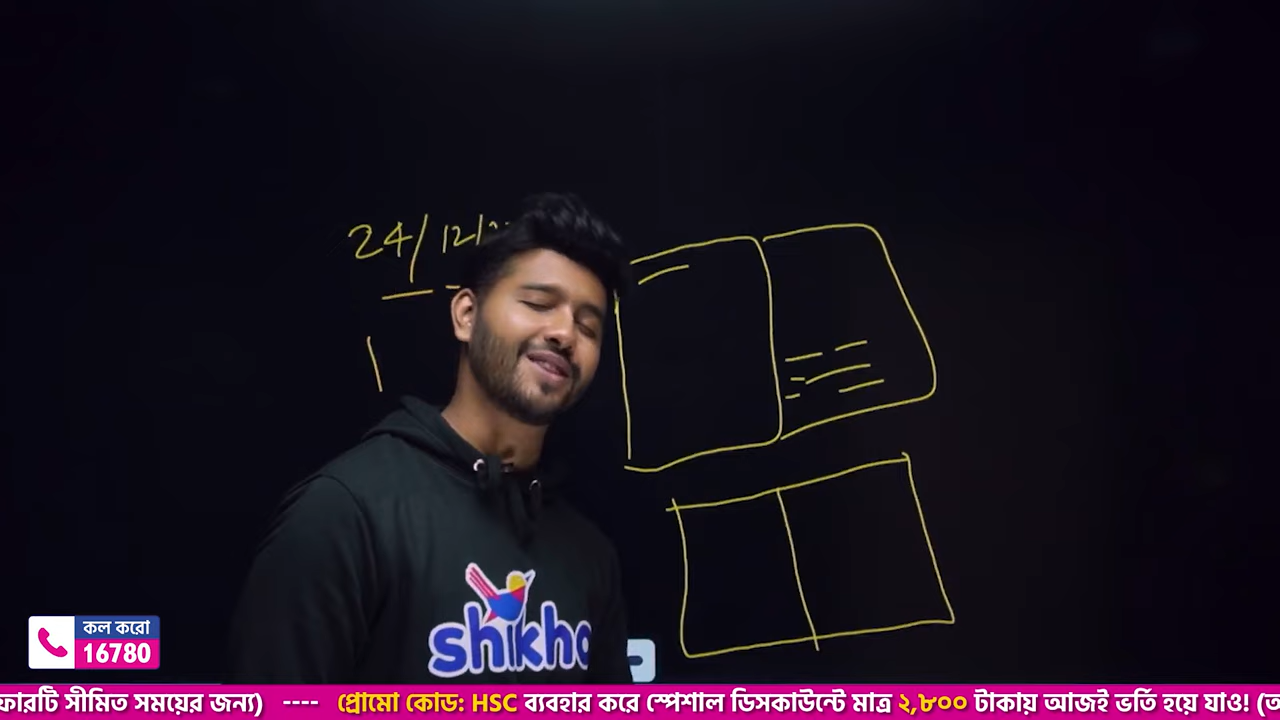 24/12/
shikho
কল করো
16780
ফারটি সীমিত সময়ের জন্য) ---- প্রোমো কোড: HSC ব্যবহার করে স্পেশাল ডিসকাউন্টে মাত্র ২,৮০০ টাকায় আজই ভর্তি হয়ে যাও! (অ